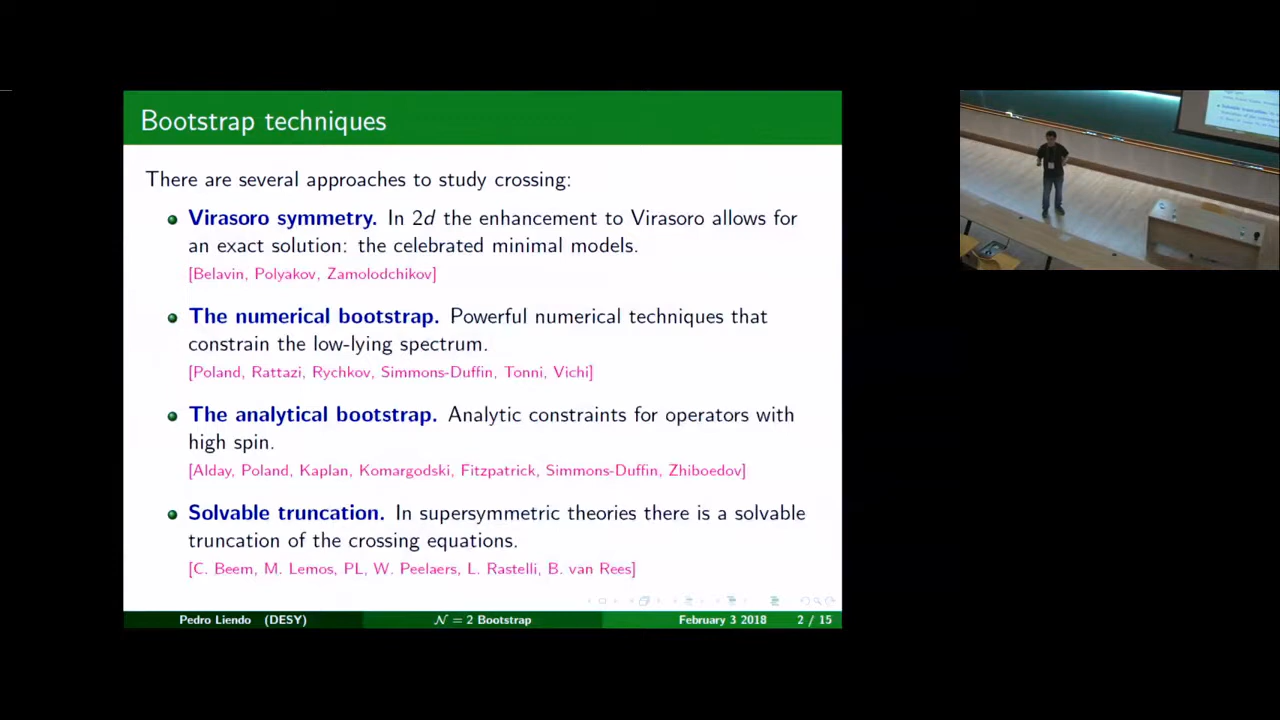 Bootstrap techniques
There are several approaches to study crossing:
Virasoro symmetry. In 2d the enhancement to Virasoro allows for
an exact solution: the celebrated minimal models.
[Belavin, Polyakov, Zamolodchikov]
The numerical bootstrap. Powerful numerical techniques that
constrain the low-lying spectrum.
[Poland, Rattazi, Rychkov, Simmons-Duffin, Tonni, Vichi]
The analytical bootstrap. Analytic constraints for operators with
high spin.
[Alday, Poland, Kaplan, Komargodski, Fitzpatrick, Simmons-Duffin, Zhiboedov]
Solvable truncation. In supersymmetric theories there is a solvable
truncation of the crossing equations.
[C. Beem, M. Lemos, PL, W. Peelaers, L. Rastelli, B. van Rees]
Pedro Liendo (DESY) 𝒩 = 2 Bootstrap February 3 2018 2 / 15